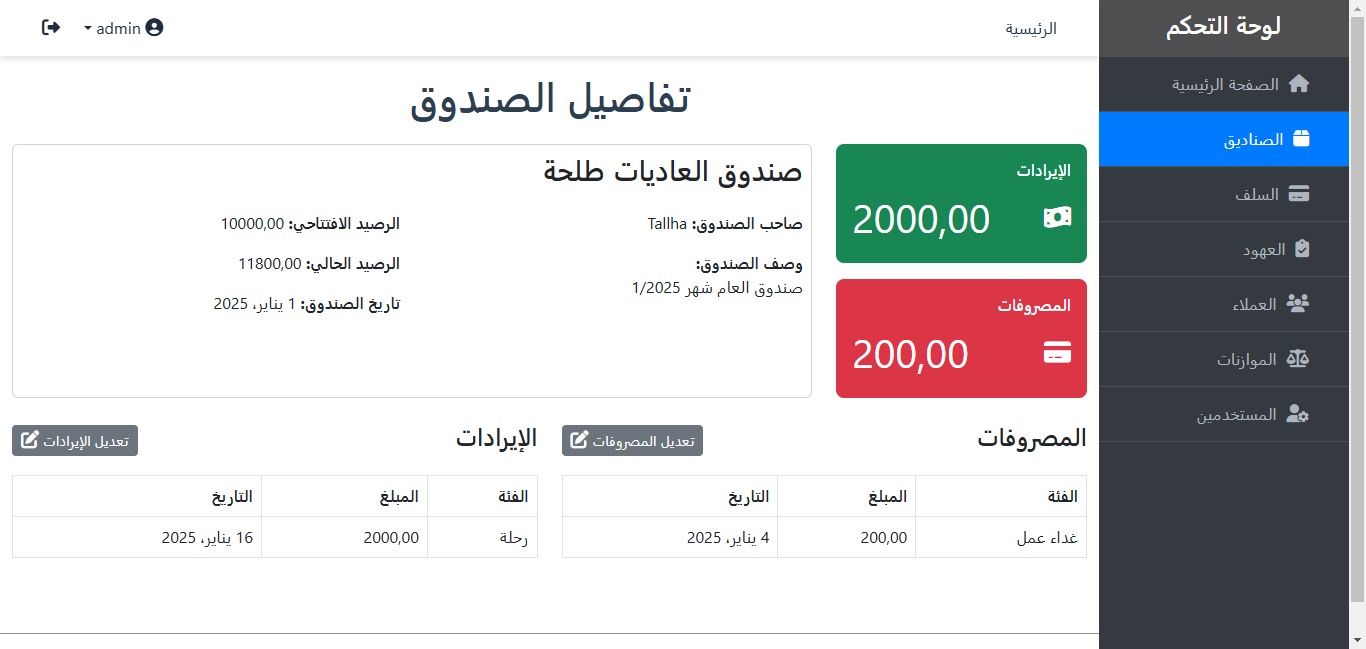 لوحة التحكم
الصفحة الرئيسية
الصناديق
السلف
العهود
العملاء
الموازنات
المستخدمين
الرئيسية
admin
تفاصيل الصندوق
الإيرادات
2000,00
المصروفات
200,00
صندوق العاديات طلحة
صاحب الصندوق: Tallha
وصف الصندوق:
صندوق العام شهر 1/2025
الرصيد الافتتاحي: 10000,00
الرصيد الحالي: 11800,00
تاريخ الصندوق: 1 يناير، 2025
المصروفات
تعديل المصروفات
الفئة المبلغ التاريخ
غداء عمل 200,00 4 يناير، 2025
الإيرادات
تعديل الإيرادات
الفئة المبلغ التاريخ
رحلة 2000,00 16 يناير، 2025